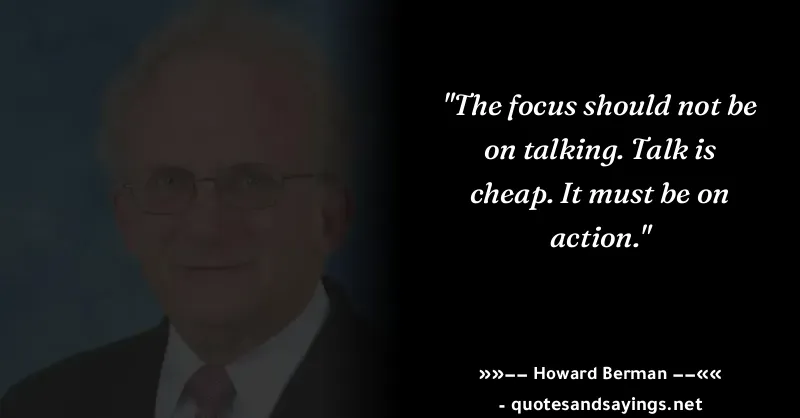 "The focus should not be
on talking. Talk is
cheap. It must be on
action."
»»−− Howard Berman −−««
- quotesandsayings.net